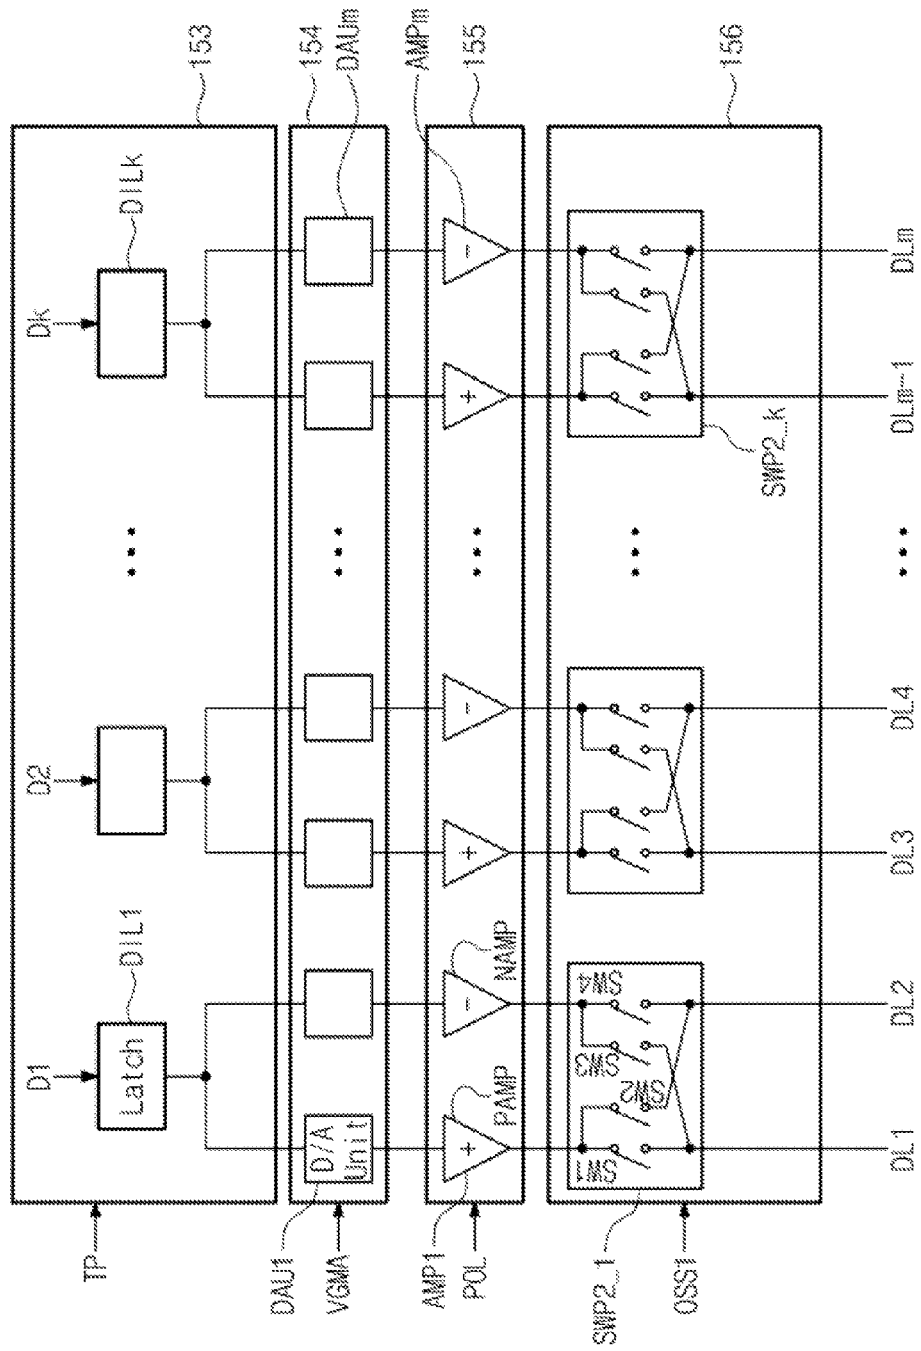 153
154
DAUm
AMPm
155
156
DILk
Dk
DLm
DLm-1
SWP2_k
D2
DL4
DL3
DIL1
D1
Latch
NAMP
SW4
SW3
DL2
PAMP
SW2
D/A
Unit
SW1
DL1
TP
DAU1
VGMA
AMP1
POL
SWP2_1
OSS1
+
-
+
-
+
-